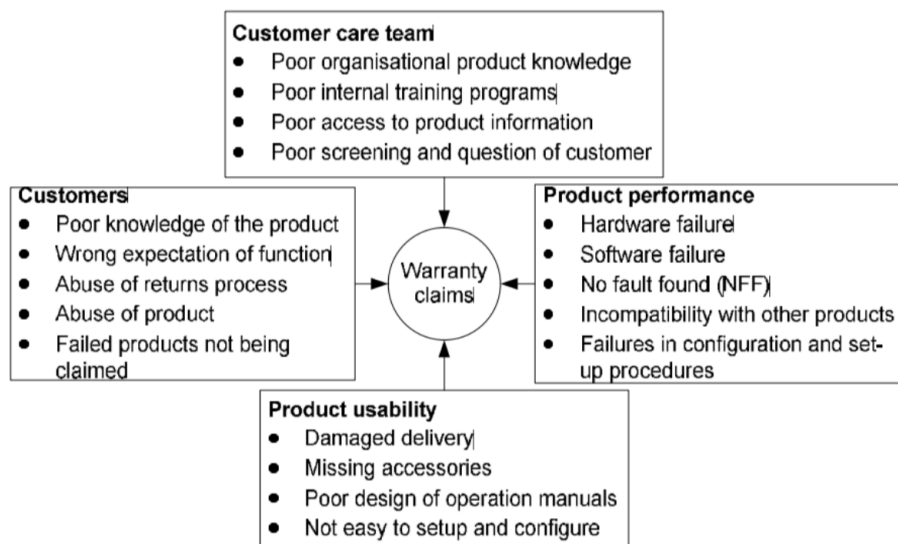 Customer care team
● Poor organisational product knowledge
● Poor internal training programs
● Poor access to product information
● Poor screening and question of customer
Customers
● Poor knowledge of the product
● Wrong expectation of function
● Abuse of returns process
● Abuse of product
● Failed products not being
claimed
Warranty
claims
Product performance
● Hardware failure
● Software failure
● No fault found (NFF)
● Incompatibility with other products
● Failures in configuration and set-
up procedures
Product usability
● Damaged delivery
● Missing accessories
● Poor design of operation manuals
● Not easy to setup and configure